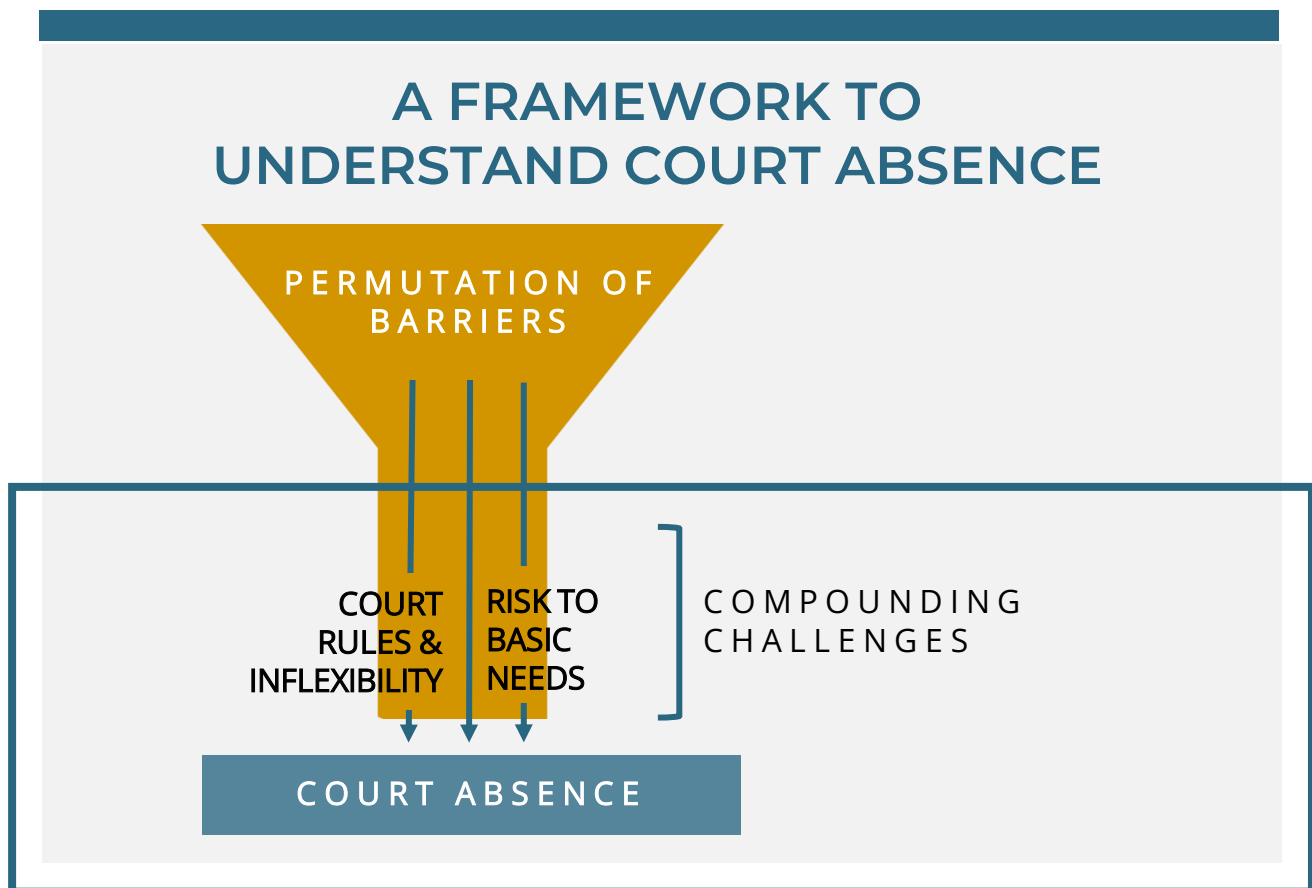 A FRAMEWORK TO
UNDERSTAND COURT ABSENCE
PERMUTATION OF
BARRIERS
COURT
RULES &
INFLEXIBILITY
RISK TO
BASIC
NEEDS
COMPOUNDING
CHALLENGES
COURT ABSENCE